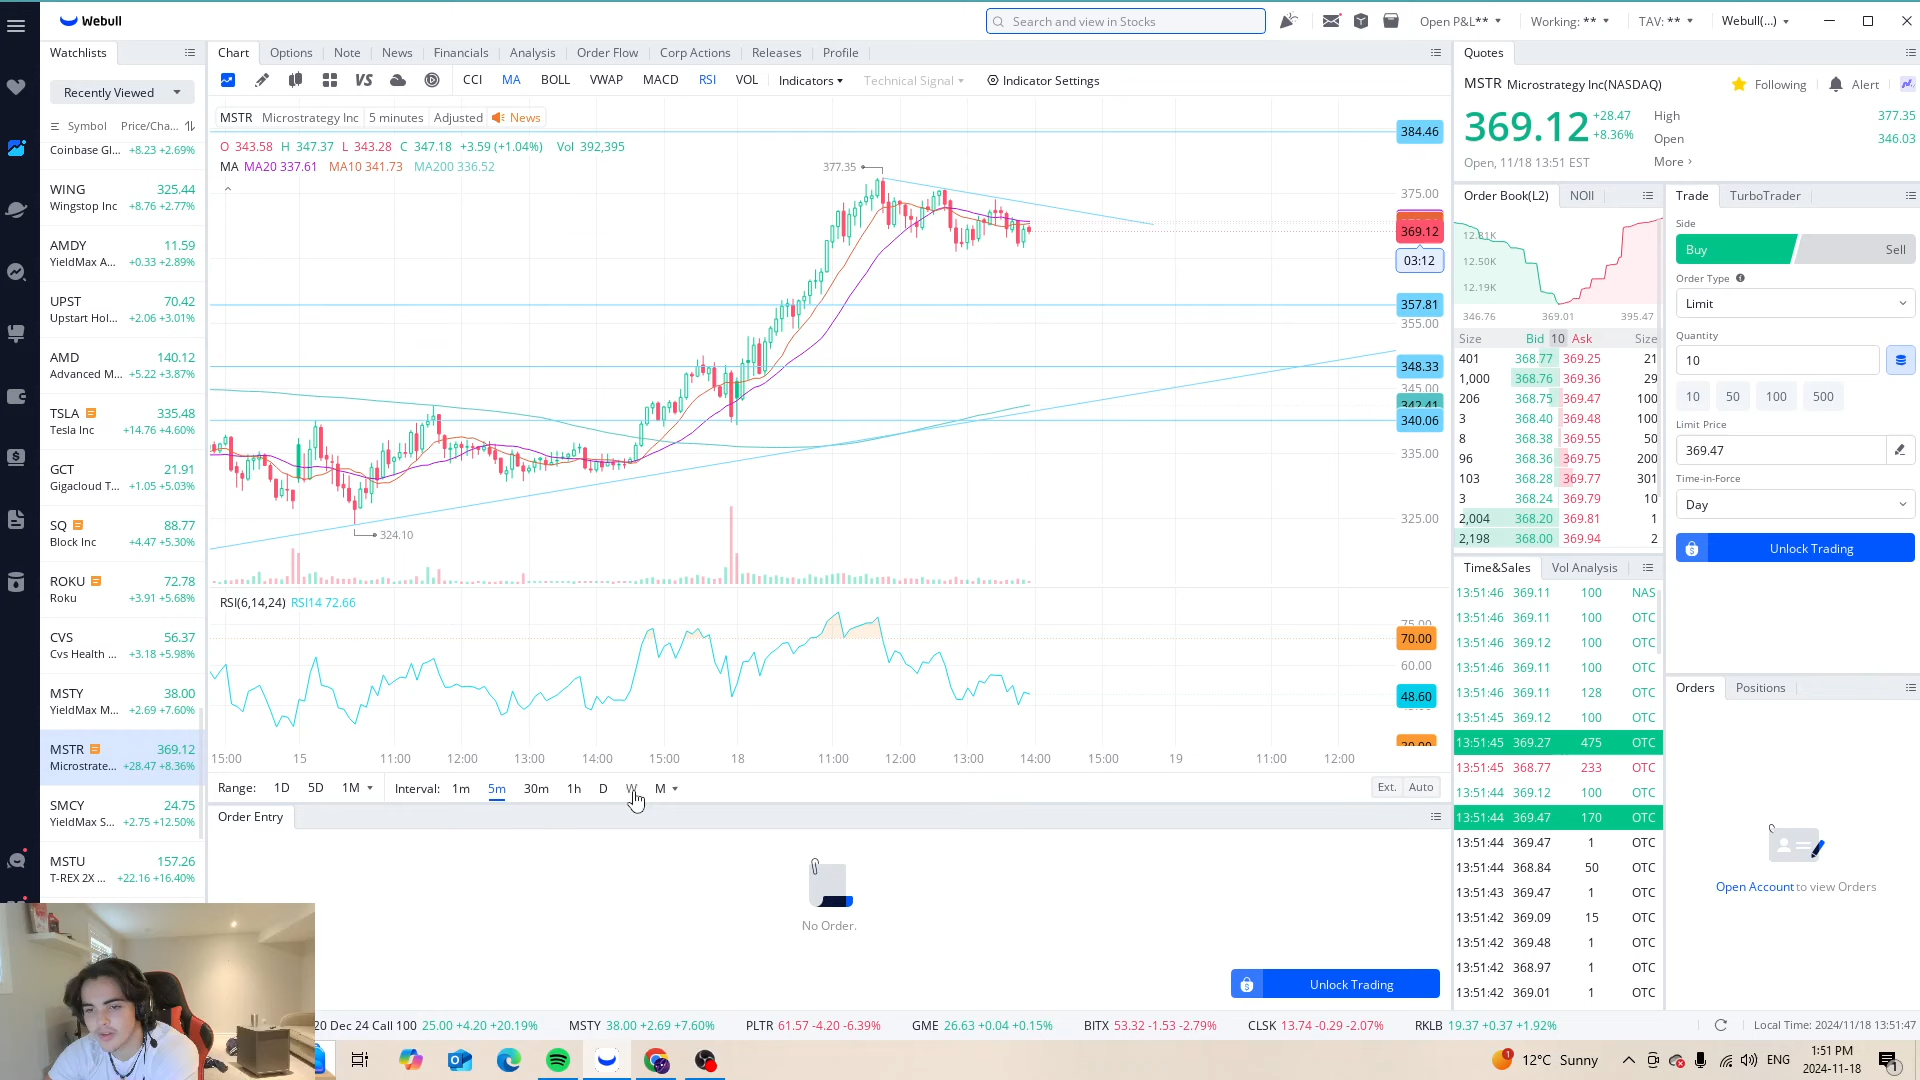 Webull
Search and view in Stocks
Open P&L**
Working: **
TAV: **
Webull(...)
Watchlists
Recently Viewed
Symbol Price/Cha...
Coinbase Gl... +8.23 +2.69%
WING 325.44
Wingstop Inc +8.76 +2.77%
AMDY 11.59
YieldMax A... +0.33 +2.89%
UPST 70.42
Upstart Hol... +2.06 +3.01%
AMD 140.12
Advanced M... +5.22 +3.87%
TSLA 335.48
Tesla Inc +14.76 +4.60%
GCT 21.91
Gigacloud T... +1.05 +5.03%
SQ 88.77
Block Inc +4.47 +5.30%
ROKU 72.78
Roku +3.91 +5.68%
CVS 56.37
Cvs Health ... +3.18 +5.98%
MSTY 38.00
YieldMax M... +2.69 +7.60%
MSTR 369.12
Microstrate... +28.47 +8.36%
SMCY 24.75
YieldMax S... +2.75 +12.50%
MSTU 157.26
T-REX 2X ... +22.16 +16.40%
Chart Options Note News Financials Analysis Order Flow Corp Actions Releases Profile
VS CCI MA BOLL VWAP MACD RSI VOL Indicators Technical Signal Indicator Settings
MSTR Microstrategy Inc 5 minutes Adjusted News
O 343.58 H 347.37 L 343.28 C 347.18 +3.59 (+1.04%) Vol 392,395
MA MA20 337.61 MA10 341.73 MA200 336.52
377.35
324.10
384.46
375.00
369.12
03:12
357.81
355.00
348.33
345.00
342.41
340.06
335.00
325.00
RSI(6,14,24) RSI14 72.66
75.00
70.00
60.00
48.60
30.00
15:00 15 11:00 12:00 13:00 14:00 15:00 18 11:00 12:00 13:00 14:00 15:00 19 11:00 12:00
Range: 1D 5D 1M Interval: 1m 5m 30m 1h D W M Ext. Auto
Order Entry
No Order.
Unlock Trading
Quotes
MSTR Microstrategy Inc(NASDAQ) Following Alert
369.12 +28.47 +8.36%
Open, 11/18 13:51 EST
High 377.35
Open 346.03
More
Order Book(L2) NOII
12.81K
12.50K
12.19K
346.76 369.01 395.47
Size Bid 10 Ask Size
401 368.77 369.25 21
1,000 368.76 369.36 29
206 368.75 369.47 100
3 368.40 369.48 100
8 368.38 369.55 50
96 368.36 369.75 200
103 368.28 369.77 301
3 368.24 369.79 10
2,004 368.20 369.81 1
2,198 368.00 369.94 2
Time&Sales Vol Analysis
13:51:46 369.11 100 NAS
13:51:46 369.11 100 OTC
13:51:46 369.12 100 OTC
13:51:46 369.11 100 OTC
13:51:46 369.11 128 OTC
13:51:45 369.12 100 OTC
13:51:45 369.27 475 OTC
13:51:45 368.77 233 OTC
13:51:44 369.12 100 OTC
13:51:44 369.47 170 OTC
13:51:44 369.47 1 OTC
13:51:44 368.84 50 OTC
13:51:43 369.47 1 OTC
13:51:42 369.09 15 OTC
13:51:42 369.48 1 OTC
13:51:42 368.97 1 OTC
13:51:42 369.01 1 OTC
Trade TurboTrader
Side
Buy Sell
Order Type
Limit
Quantity
10
10 50 100 500
Limit Price
369.47
Time-in-Force
Day
Unlock Trading
Orders Positions
Open Account to view Orders
20 Dec 24 Call 100 25.00 +4.20 +20.19% MSTY 38.00 +2.69 +7.60% PLTR 61.57 -4.20 -6.39% GME 26.63 +0.04 +0.15% BITX 53.32 -1.53 -2.79% CLSK 13.74 -0.29 -2.07% RKLB 19.37 +0.37 +1.92%
Local Time: 2024/11/18 13:51:47
12°C Sunny
ENG
1:51 PM
2024-11-18